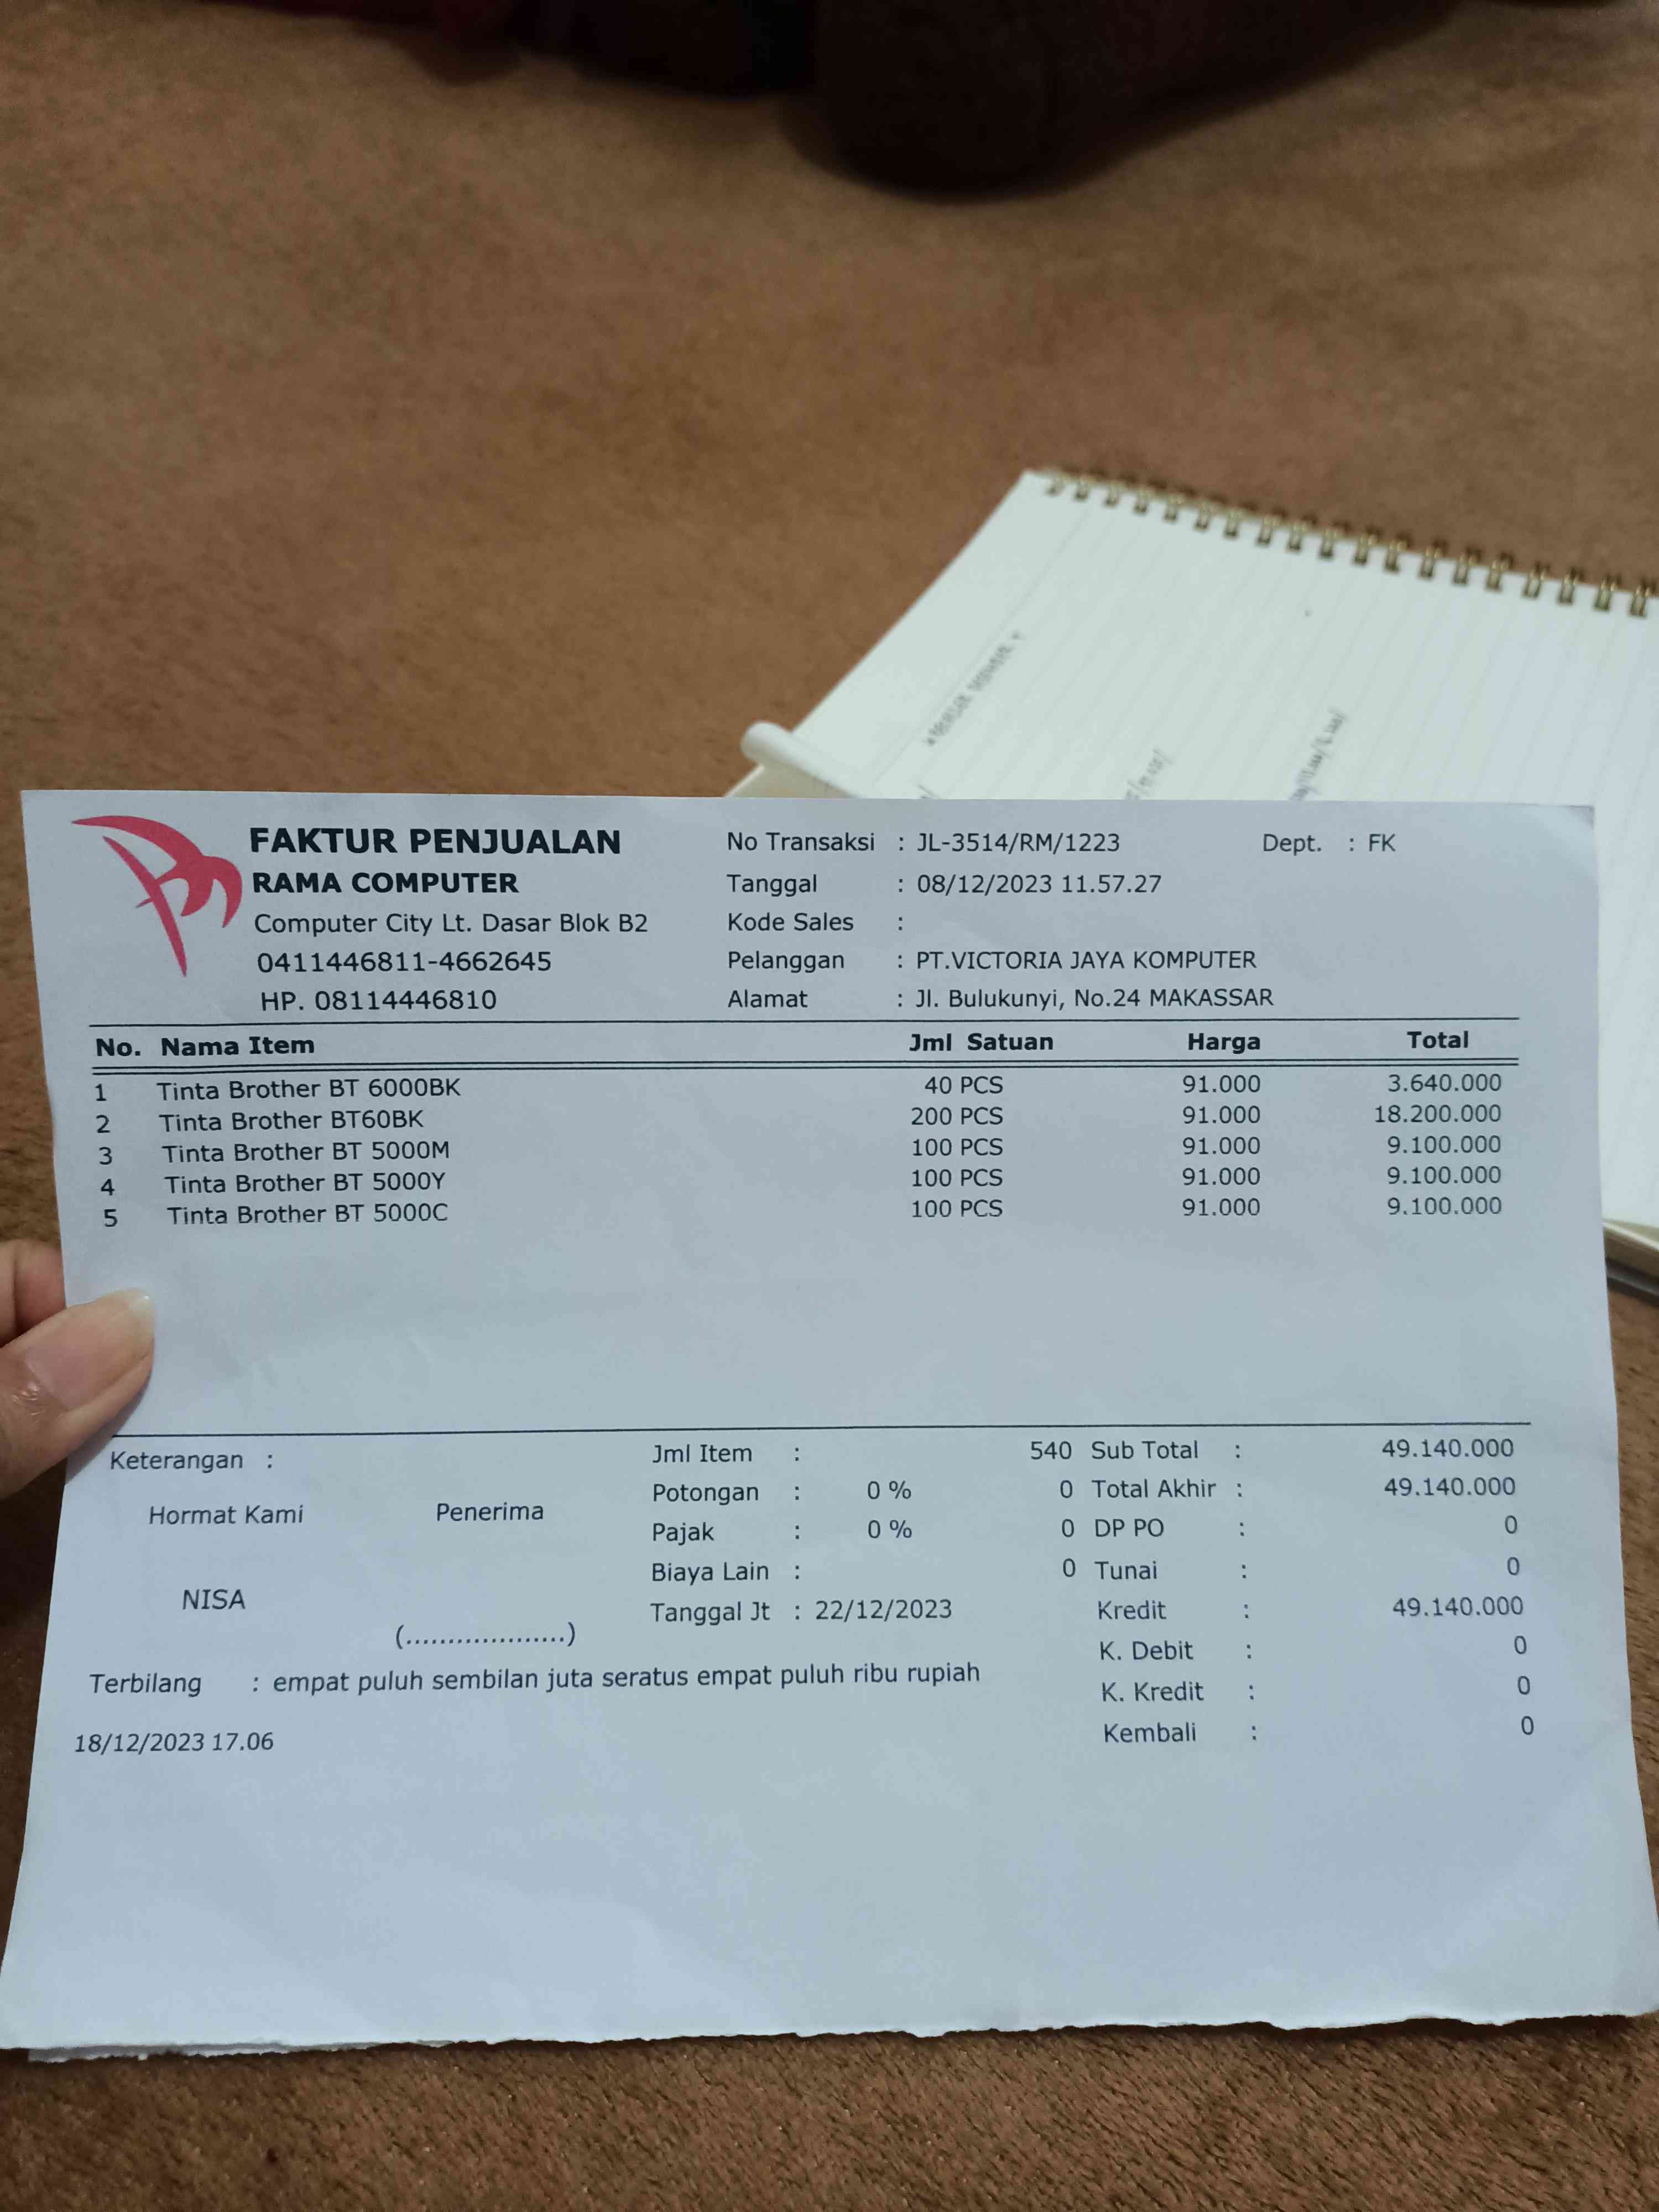 FAKTUR PENJUALAN
RAMA COMPUTER
Computer City Lt. Dasar Blok B2
0411446811-4662645
HP. 08114446810
No Transaksi : JL-3514/RM/1223 Dept. : FK
Tanggal : 08/12/2023 11.57.27
Kode Sales :
Pelanggan : PT.VICTORIA JAYA KOMPUTER
Alamat : Jl. Bulukunyi, No.24 MAKASSAR
No. Nama Item Jml Satuan Harga Total
1 Tinta Brother BT 6000BK 40 PCS 91.000 3.640.000
2 Tinta Brother BT60BK 200 PCS 91.000 18.200.000
3 Tinta Brother BT 5000M 100 PCS 91.000 9.100.000
4 Tinta Brother BT 5000Y 100 PCS 91.000 9.100.000
5 Tinta Brother BT 5000C 100 PCS 91.000 9.100.000
Keterangan :
Hormat Kami Penerima
NISA
(...................)
Jml Item : 540 Sub Total : 49.140.000
Potongan : 0 % 0 Total Akhir : 49.140.000
Pajak : 0 % 0 DP PO : 0
Biaya Lain : 0 Tunai : 0
Tanggal Jt : 22/12/2023 Kredit : 49.140.000
K. Debit : 0
K. Kredit : 0
Kembali : 0
Terbilang : empat puluh sembilan juta seratus empat puluh ribu rupiah
18/12/2023 17.06